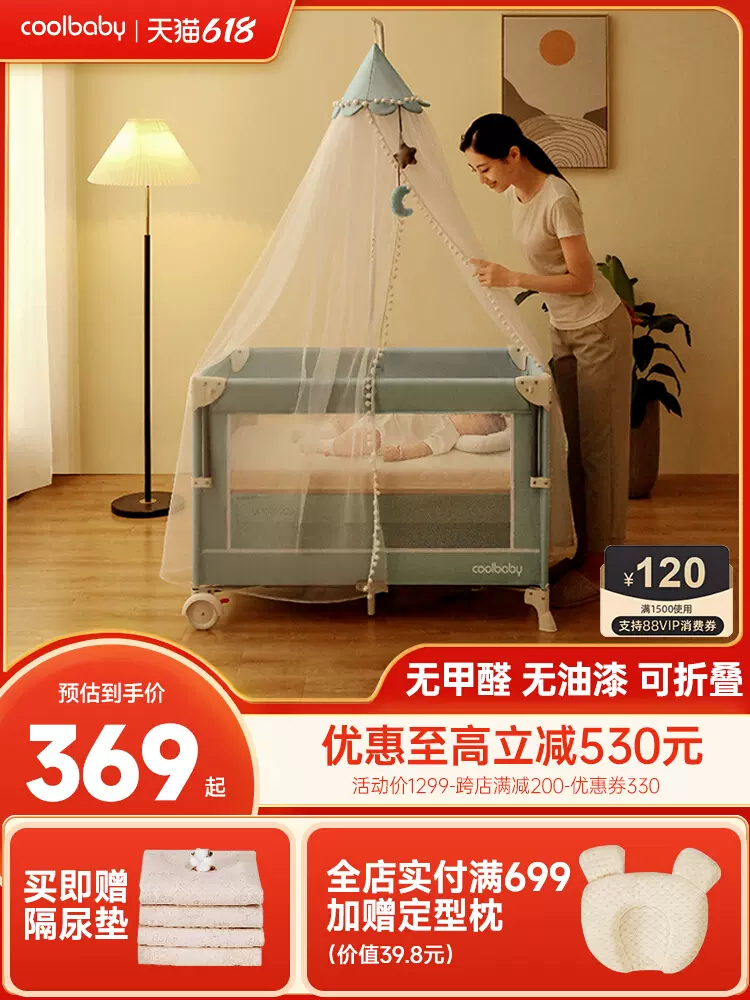 coolbaby | 天猫618
coolbaby
¥120
满1500使用
支持88VIP消费券
无甲醛 无油漆 可折叠
预估到手价
369起
优惠至高立减530元
活动价1299-跨店满减200-优惠券330
买即赠
隔尿垫
全店实付满699
加赠定型枕
(价值39.8元)